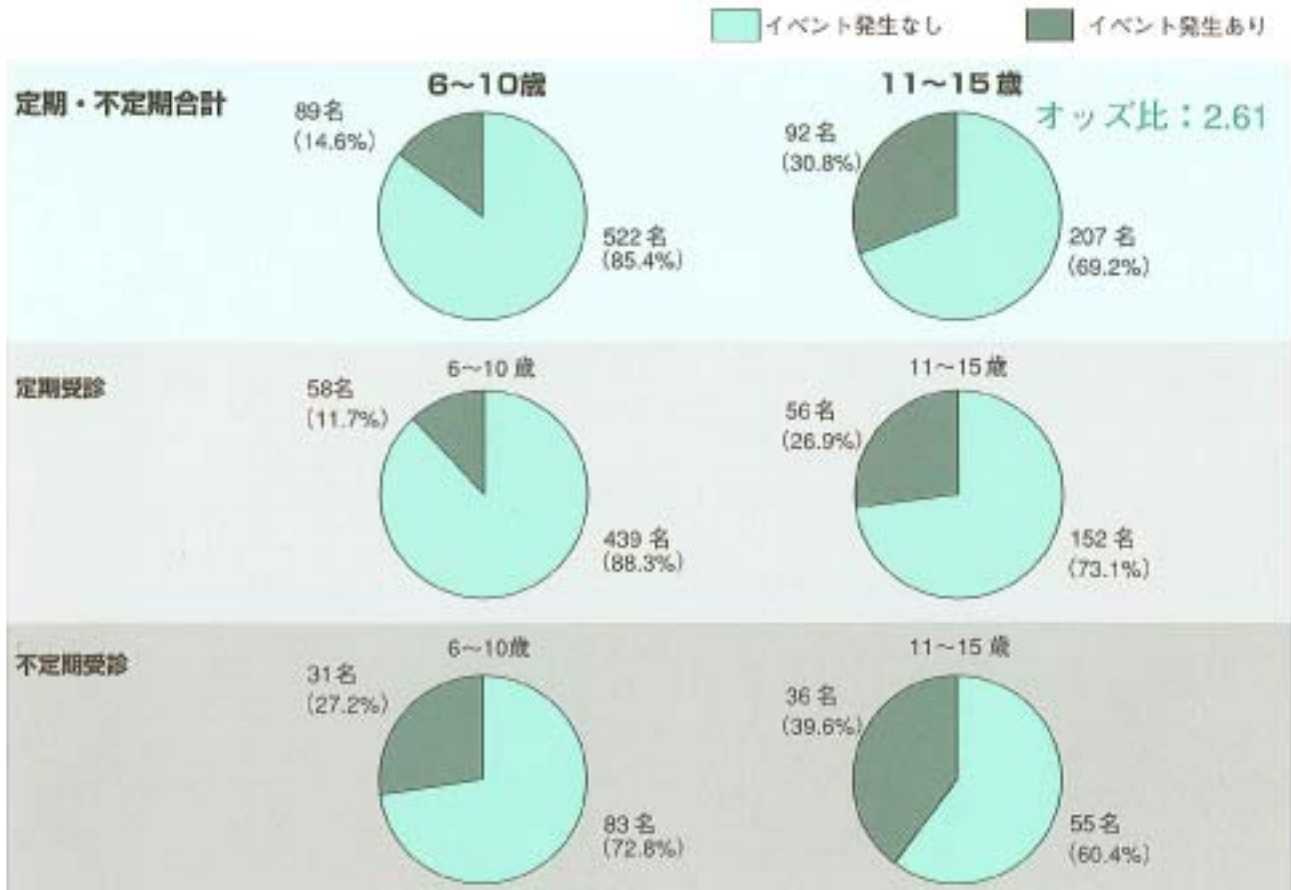 イベント発生なし
イベント発生あり
定期・不定期合計
6〜10歳
89名
(14.6%)
522名
(85.4%)
11〜15歳
オッズ比：2.61
92名
(30.8%)
207名
(69.2%)
定期受診
6〜10歳
58名
(11.7%)
439名
(88.3%)
11〜15歳
56名
(26.9%)
152名
(73.1%)
不定期受診
6〜10歳
31名
(27.2%)
83名
(72.8%)
11〜15歳
36名
(39.6%)
55名
(60.4%)